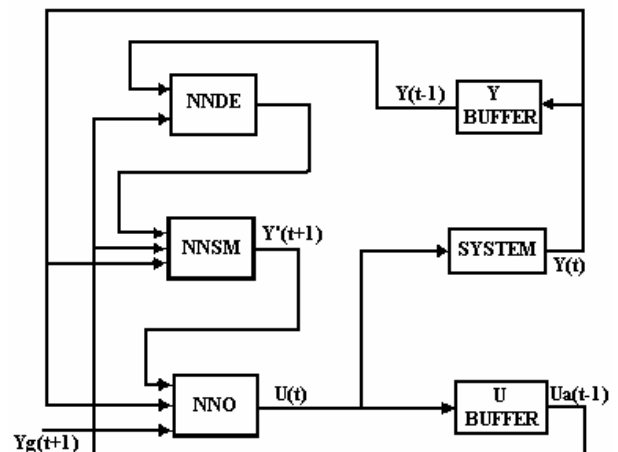 NNDE
Y(t-1)
Y
BUFFER
NNSM
Y'(t+1)
SYSTEM
Y(t)
NNO
U(t)
U
BUFFER
Ua(t-1)
Yg(t+1)